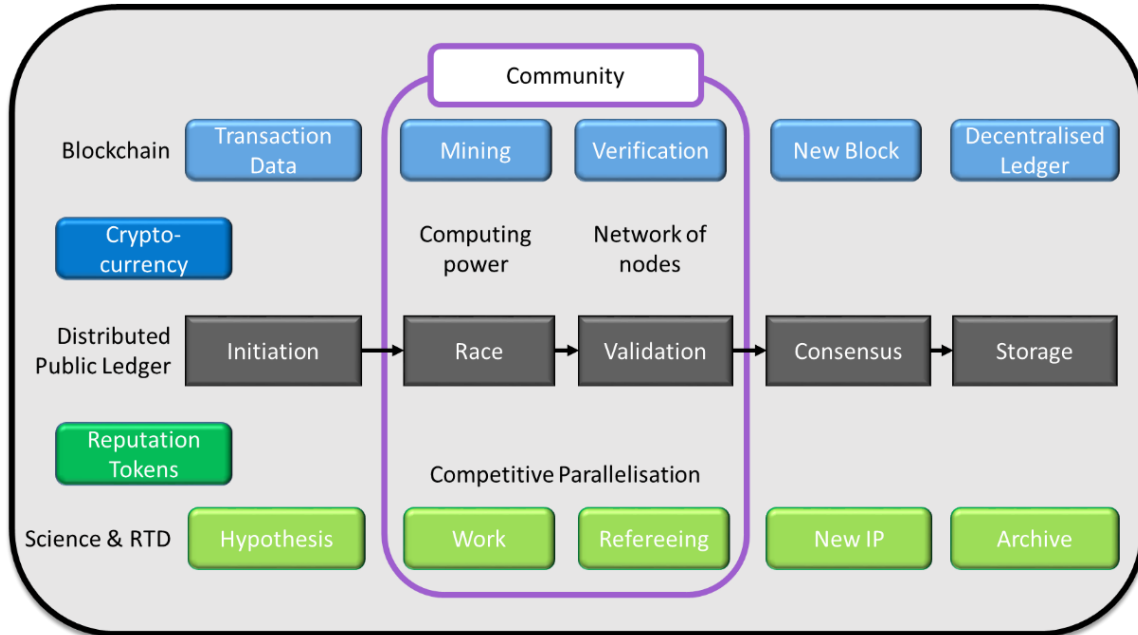 Community
Blockchain
Transaction
Data
Mining
Verification
New Block
Decentralised
Ledger
Crypto-
currency
Computing
power
Network of
nodes
Distributed
Public Ledger
Initiation
Race
Validation
Consensus
Storage
Reputation
Tokens
Competitive Parallelisation
Science & RTD
Hypothesis
Work
Refereeing
New IP
Archive